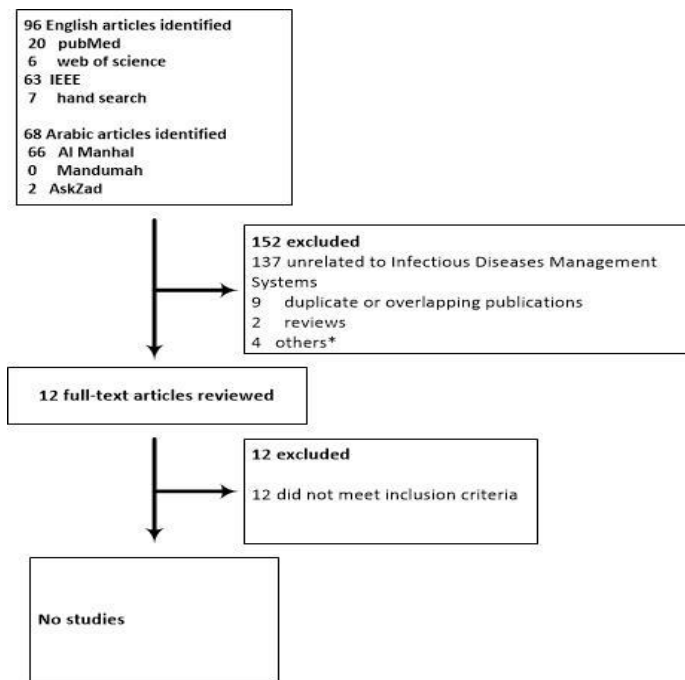 96 English articles identified
20 pubMed
6 web of science
63 IEEE
7 hand search
68 Arabic articles identified
66 Al Manhal
0 Mandumah
2 AskZad
152 excluded
137 unrelated to Infectious Diseases Management
Systems
9 duplicate or overlapping publications
2 reviews
4 others*
12 full-text articles reviewed
12 excluded
12 did not meet inclusion criteria
No studies